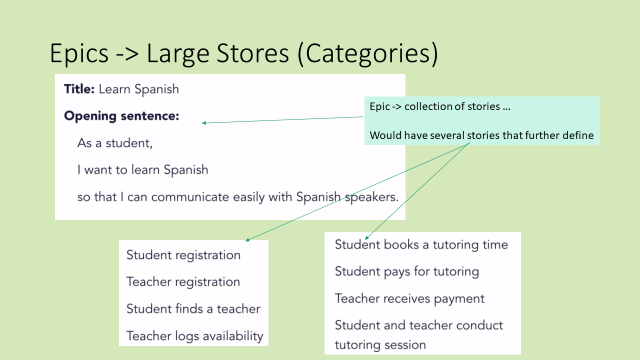 Epics -> Large Stores (Categories)
Title: Learn Spanish
Opening sentence:
As a student,
I want to learn Spanish
so that I can communicate easily with Spanish speakers.
Epic -> collection of stories ...
Would have several stories that further define
Student registration
Teacher registration
Student finds a teacher
Teacher logs availability
Student books a tutoring time
Student pays for tutoring
Teacher receives payment
Student and teacher conduct
tutoring session